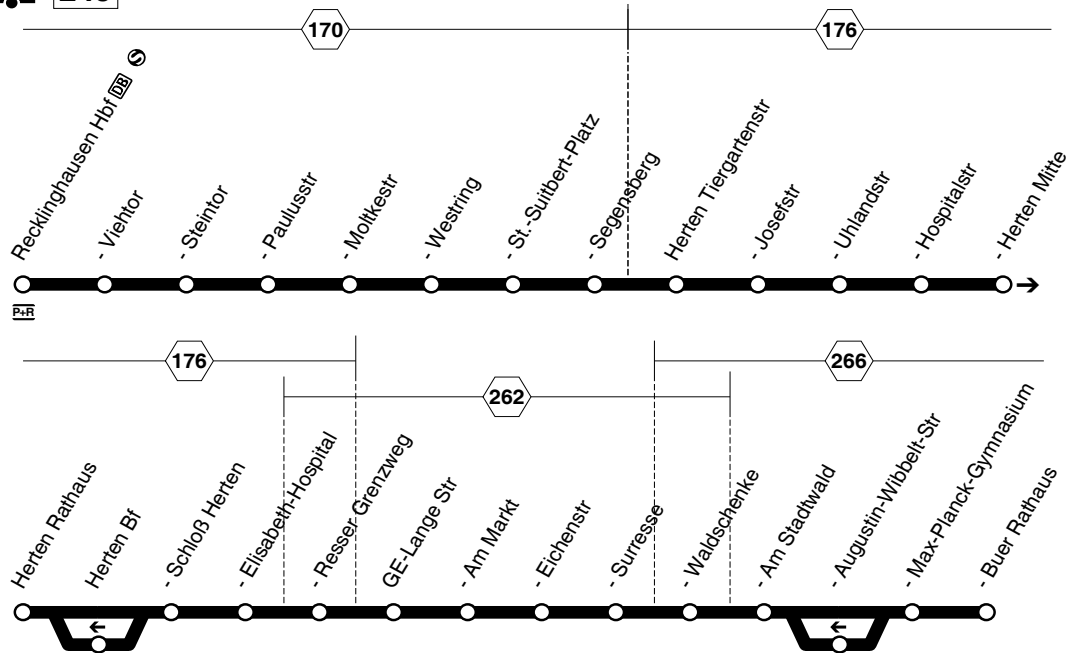 170
176
Recklinghausen Hbf DB S
- Viehtor
- Steintor
- Paulusstr
- Moltkestr
- Westring
- St.-Suitbert-Platz
- Segensberg
Herten Tiergartenstr
- Josefstr
- Uhlandstr
- Hospitalstr
- Herten Mitte
P+R
176
266
262
Herten Rathaus
Herten Bf
- Schloß Herten
- Elisabeth-Hospital
- Resser Grenzweg
GE-Lange Str
- Am Markt
- Eichenstr
- Surresse
- Waldschenke
- Am Stadtwald
- Augustin-Wibbelt-Str
- Max-Planck-Gymnasium
- Buer Rathaus